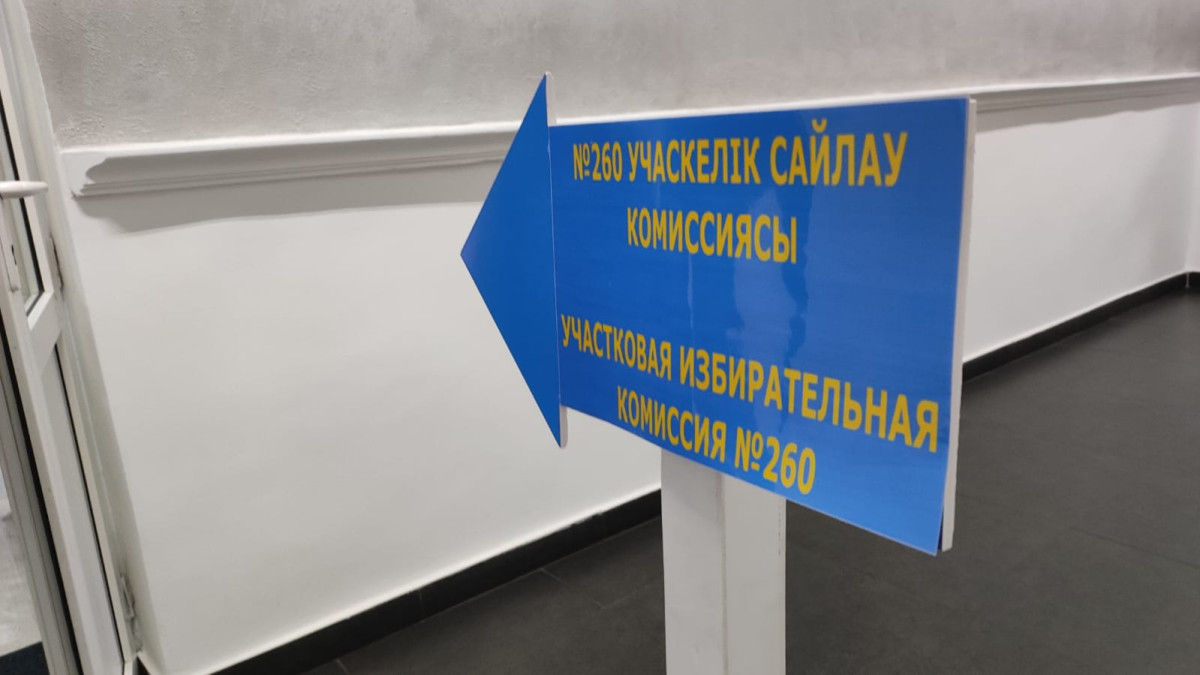 №260 УЧАСКЕЛІК САЙЛАУ
КОМИССИЯСЫ
УЧАСТКОВАЯ ИЗБИРАТЕЛЬНАЯ
КОМИССИЯ №260